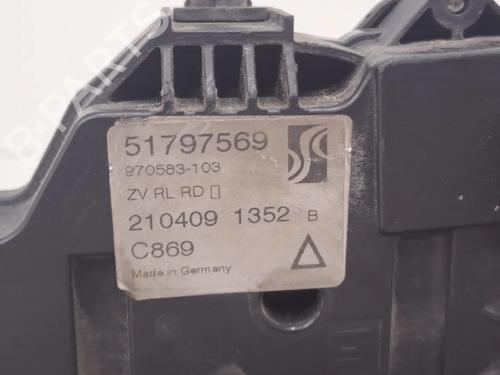 B-PARTS
51797569
970583-103
ZV RL RD
210409 1352 B
C869
Made in Germany